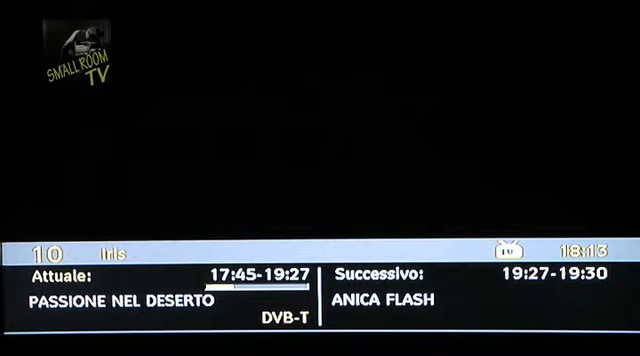 SMALL ROOM
TV
10 Iris TV 18:13
Attuale: 17:45-19:27
PASSIONE NEL DESERTO
DVB-T
Successivo: 19:27-19:30
ANICA FLASH